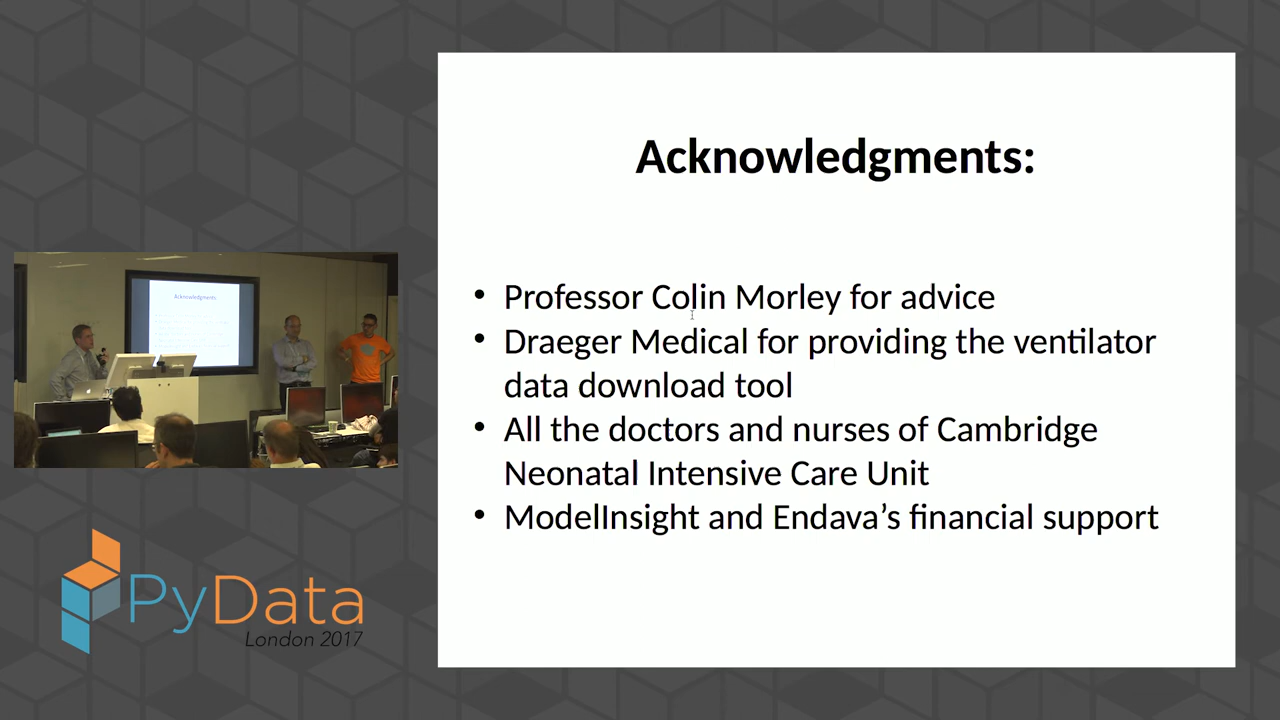 Acknowledgments:
• Professor Colin Morley for advice
• Draeger Medical for providing the ventilator
data download tool
• All the doctors and nurses of Cambridge
Neonatal Intensive Care Unit
• ModelInsight and Endava’s financial support
Acknowledgments:
PyData
London 2017